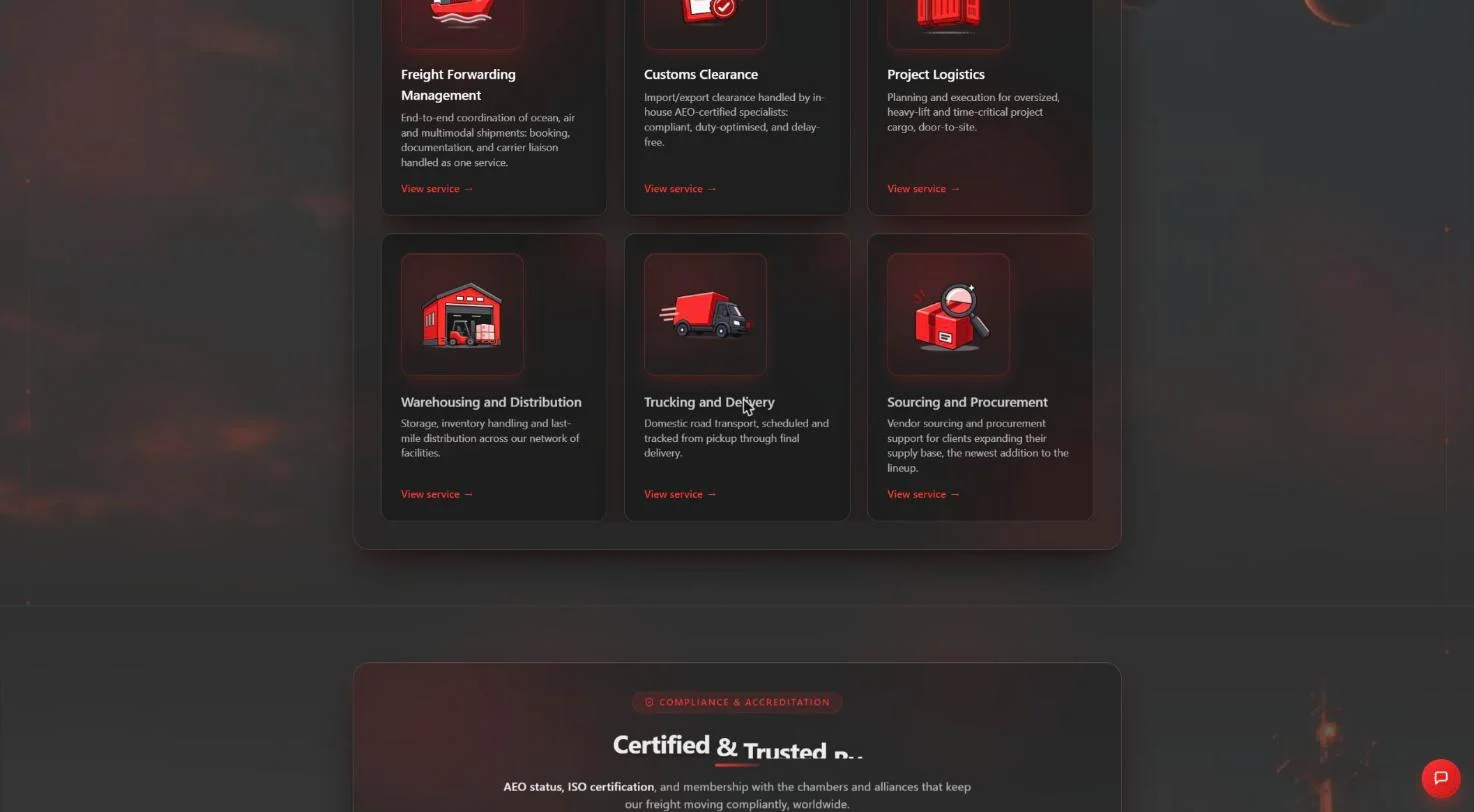 Freight Forwarding
Management
End-to-end coordination of ocean, air
and multimodal shipments: booking,
documentation, and carrier liaison
handled as one service.
View service →
Customs Clearance
Import/export clearance handled by in-
house AEO-certified specialists:
compliant, duty-optimised, and delay-
free.
View service →
Project Logistics
Planning and execution for oversized,
heavy-lift and time-critical project
cargo, door-to-site.
View service →
Warehousing and Distribution
Storage, inventory handling and last-
mile distribution across our network of
facilities.
View service →
Trucking and Delivery
Domestic road transport, scheduled and
tracked from pickup through final
delivery.
View service →
Sourcing and Procurement
Vendor sourcing and procurement
support for clients expanding their
supply base, the newest addition to the
lineup.
View service →
COMPLIANCE & ACCREDITATION
Certified & Trusted
AEO status, ISO certification, and membership with the chambers and alliances that keep
our freight moving compliantly, worldwide.